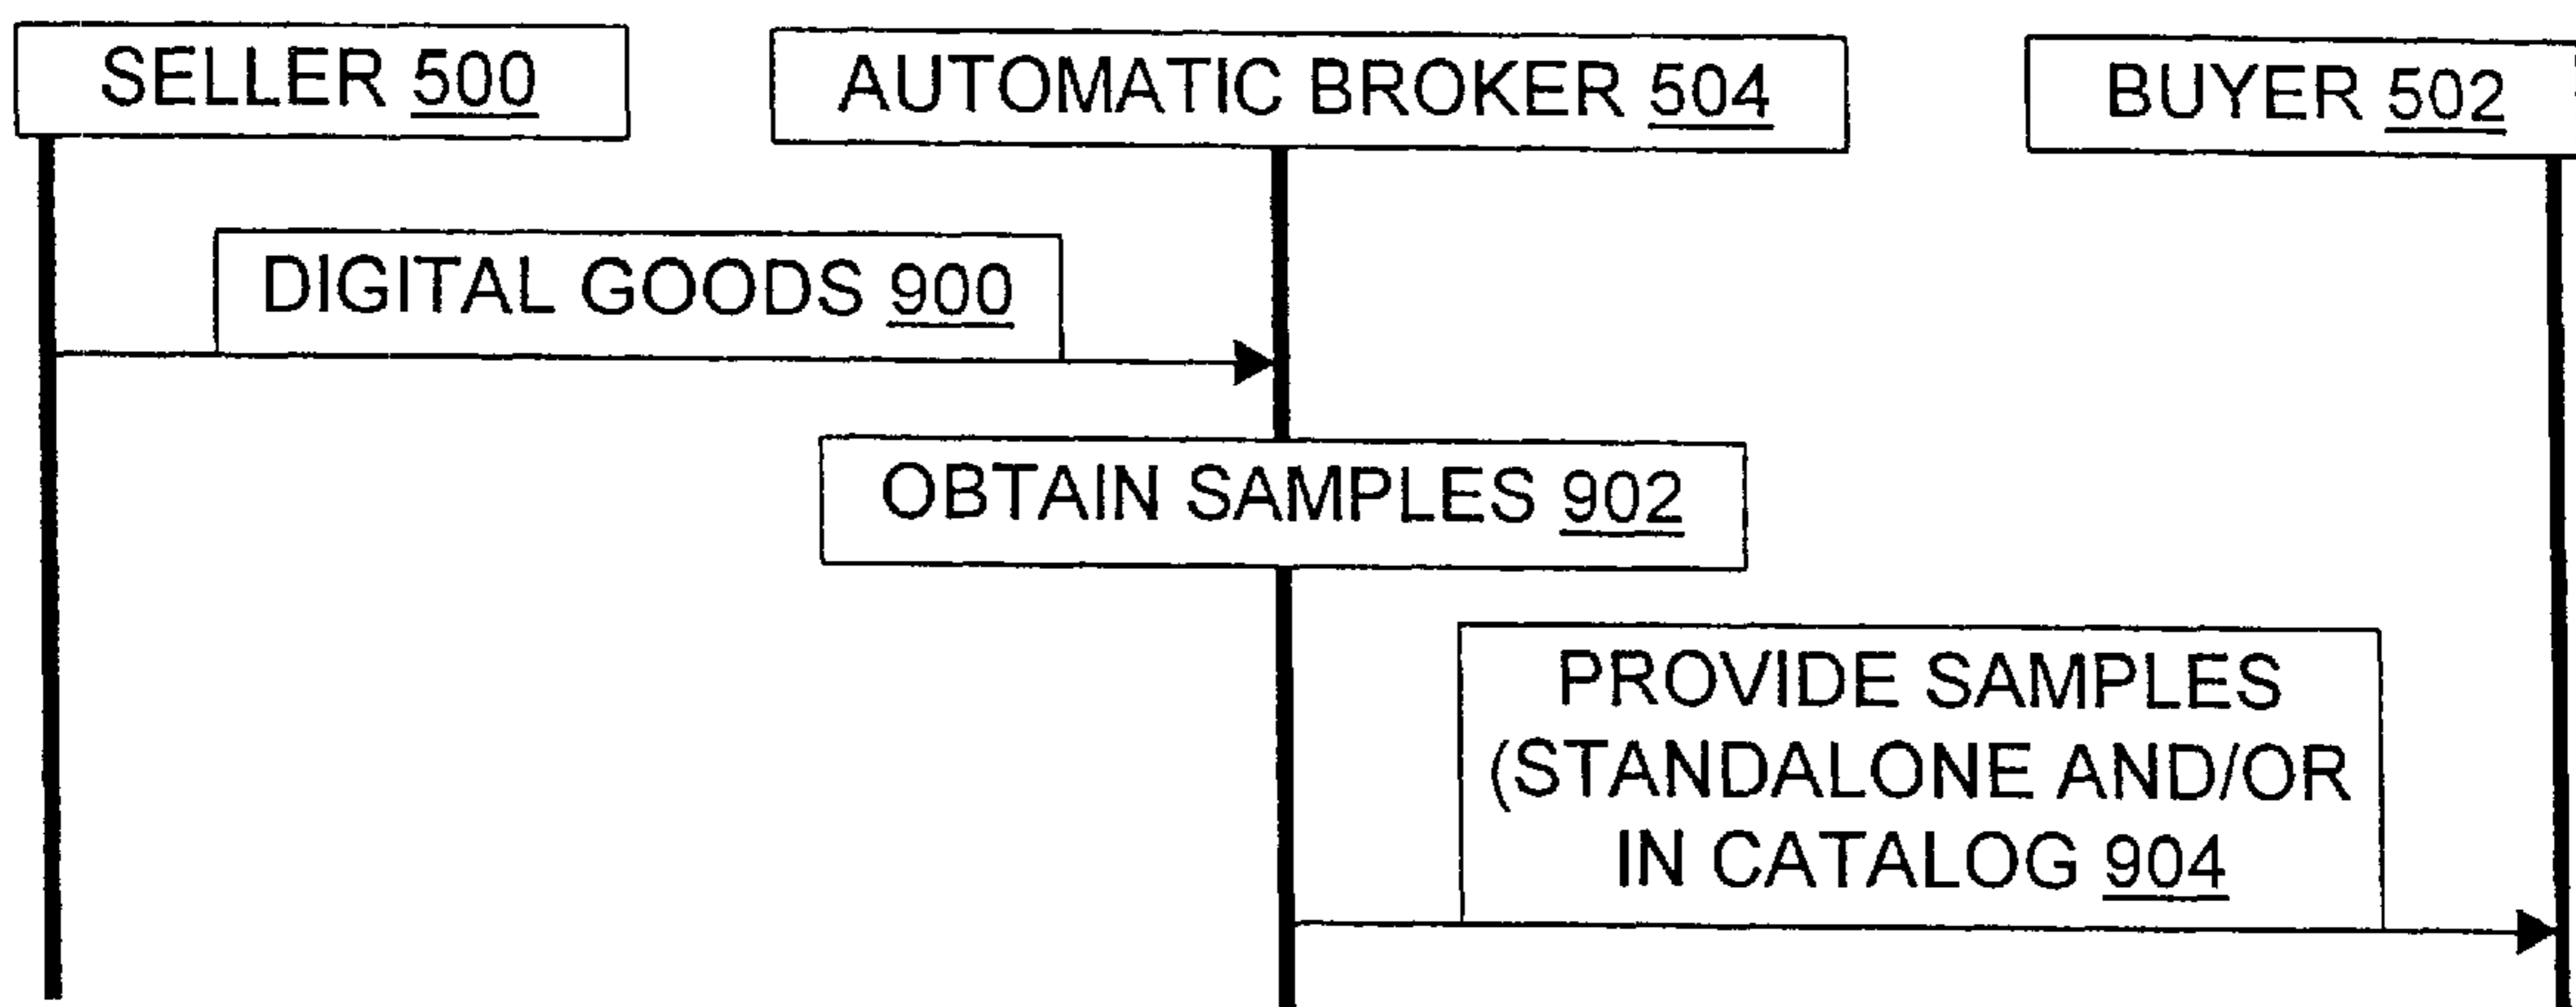 SELLER 500
AUTOMATIC BROKER 504
BUYER 502
DIGITAL GOODS 900
OBTAIN SAMPLES 902
PROVIDE SAMPLES
(STANDALONE AND/OR
IN CATALOG 904